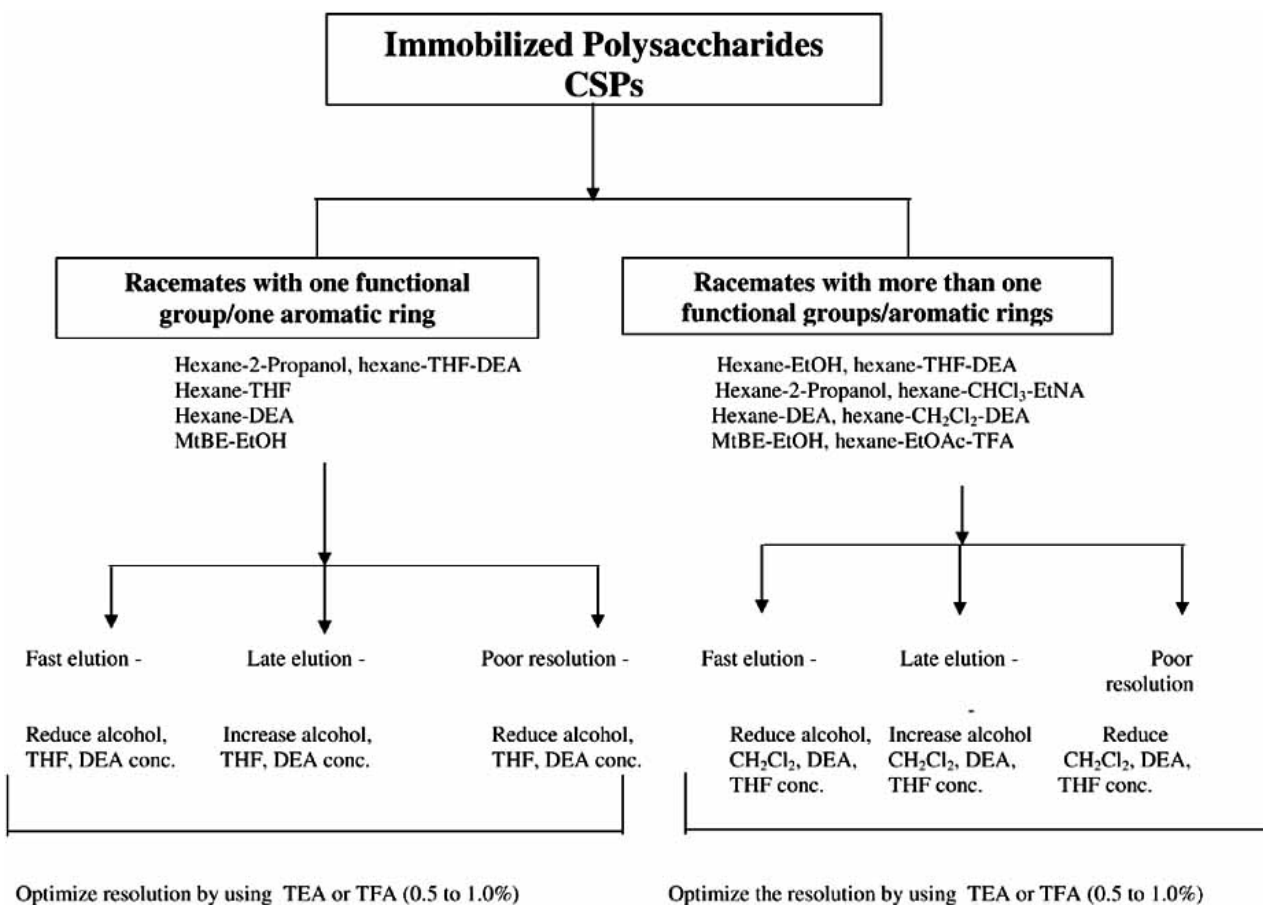 Immobilized Polysaccharides
CSPs
Racemates with one functional
group/one aromatic ring
Hexane-2-Propanol, hexane-THF-DEA
Hexane-THF
Hexane-DEA
MtBE-EtOH
Fast elution -
Reduce alcohol,
THF, DEA conc.
Late elution -
Increase alcohol,
THF, DEA conc.
Poor resolution -
Reduce alcohol,
THF, DEA conc.
Optimize resolution by using TEA or TFA (0.5 to 1.0%)
Racemates with more than one
functional groups/aromatic rings
Hexane-EtOH, hexane-THF-DEA
Hexane-2-Propanol, hexane-CHCl₃-EtNA
Hexane-DEA, hexane-CH₂Cl₂-DEA
MtBE-EtOH, hexane-EtOAc-TFA
Fast elution -
Reduce alcohol,
CH₂Cl₂, DEA,
THF conc.
Late elution -
-
Increase alcohol
CH₂Cl₂, DEA,
THF conc.
Poor
resolution
Reduce
CH₂Cl₂, DEA,
THF conc.
Optimize the resolution by using TEA or TFA (0.5 to 1.0%)